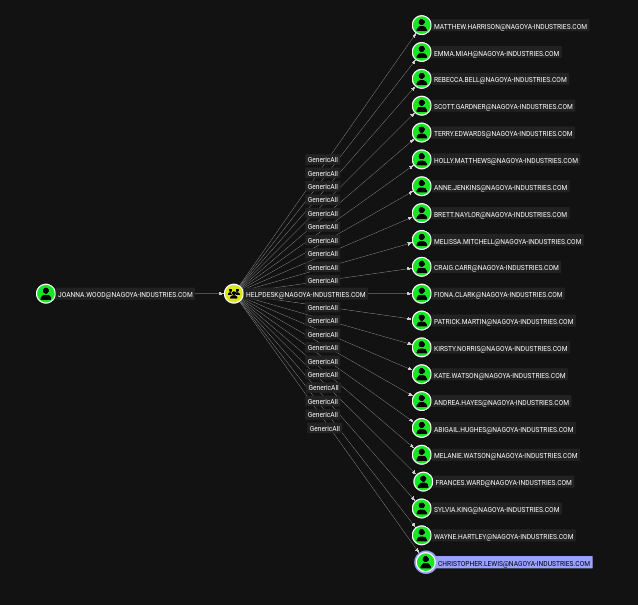 MATTHEW.HARRISON@NAGOYA-INDUSTRIES.COM
EMMA.MIAH@NAGOYA-INDUSTRIES.COM
REBECCA.BELL@NAGOYA-INDUSTRIES.COM
SCOTT.GARDNER@NAGOYA-INDUSTRIES.COM
TERRY.EDWARDS@NAGOYA-INDUSTRIES.COM
GenericAll
HOLLY.MATTHEWS@NAGOYA-INDUSTRIES.COM
GenericAll
GenericAll
ANNE.JENKINS@NAGOYA-INDUSTRIES.COM
GenericAll
GenericAll
BRETT.NAYLOR@NAGOYA-INDUSTRIES.COM
GenericAll
GenericAll
MELISSA.MITCHELL@NAGOYA-INDUSTRIES.COM
GenericAll
GenericAll
CRAIG.CARR@NAGOYA-INDUSTRIES.COM
GenericAll
JOANNA.WOOD@NAGOYA-INDUSTRIES.COM
HELPDESK@NAGOYA-INDUSTRIES.COM
FIONA.CLARK@NAGOYA-INDUSTRIES.COM
GenericAll
GenericAll
PATRICK.MARTIN@NAGOYA-INDUSTRIES.COM
GenericAll
GenericAll
KIRSTY.NORRIS@NAGOYA-INDUSTRIES.COM
GenericAll
GenericAll
KATE.WATSON@NAGOYA-INDUSTRIES.COM
GenericAll
GenericAll
ANDREA.HAYES@NAGOYA-INDUSTRIES.COM
GenericAll
GenericAll
ABIGAIL.HUGHES@NAGOYA-INDUSTRIES.COM
MELANIE.WATSON@NAGOYA-INDUSTRIES.COM
FRANCES.WARD@NAGOYA-INDUSTRIES.COM
SYLVIA.KING@NAGOYA-INDUSTRIES.COM
WAYNE.HARTLEY@NAGOYA-INDUSTRIES.COM
CHRISTOPHER.LEWIS@NAGOYA-INDUSTRIES.COM